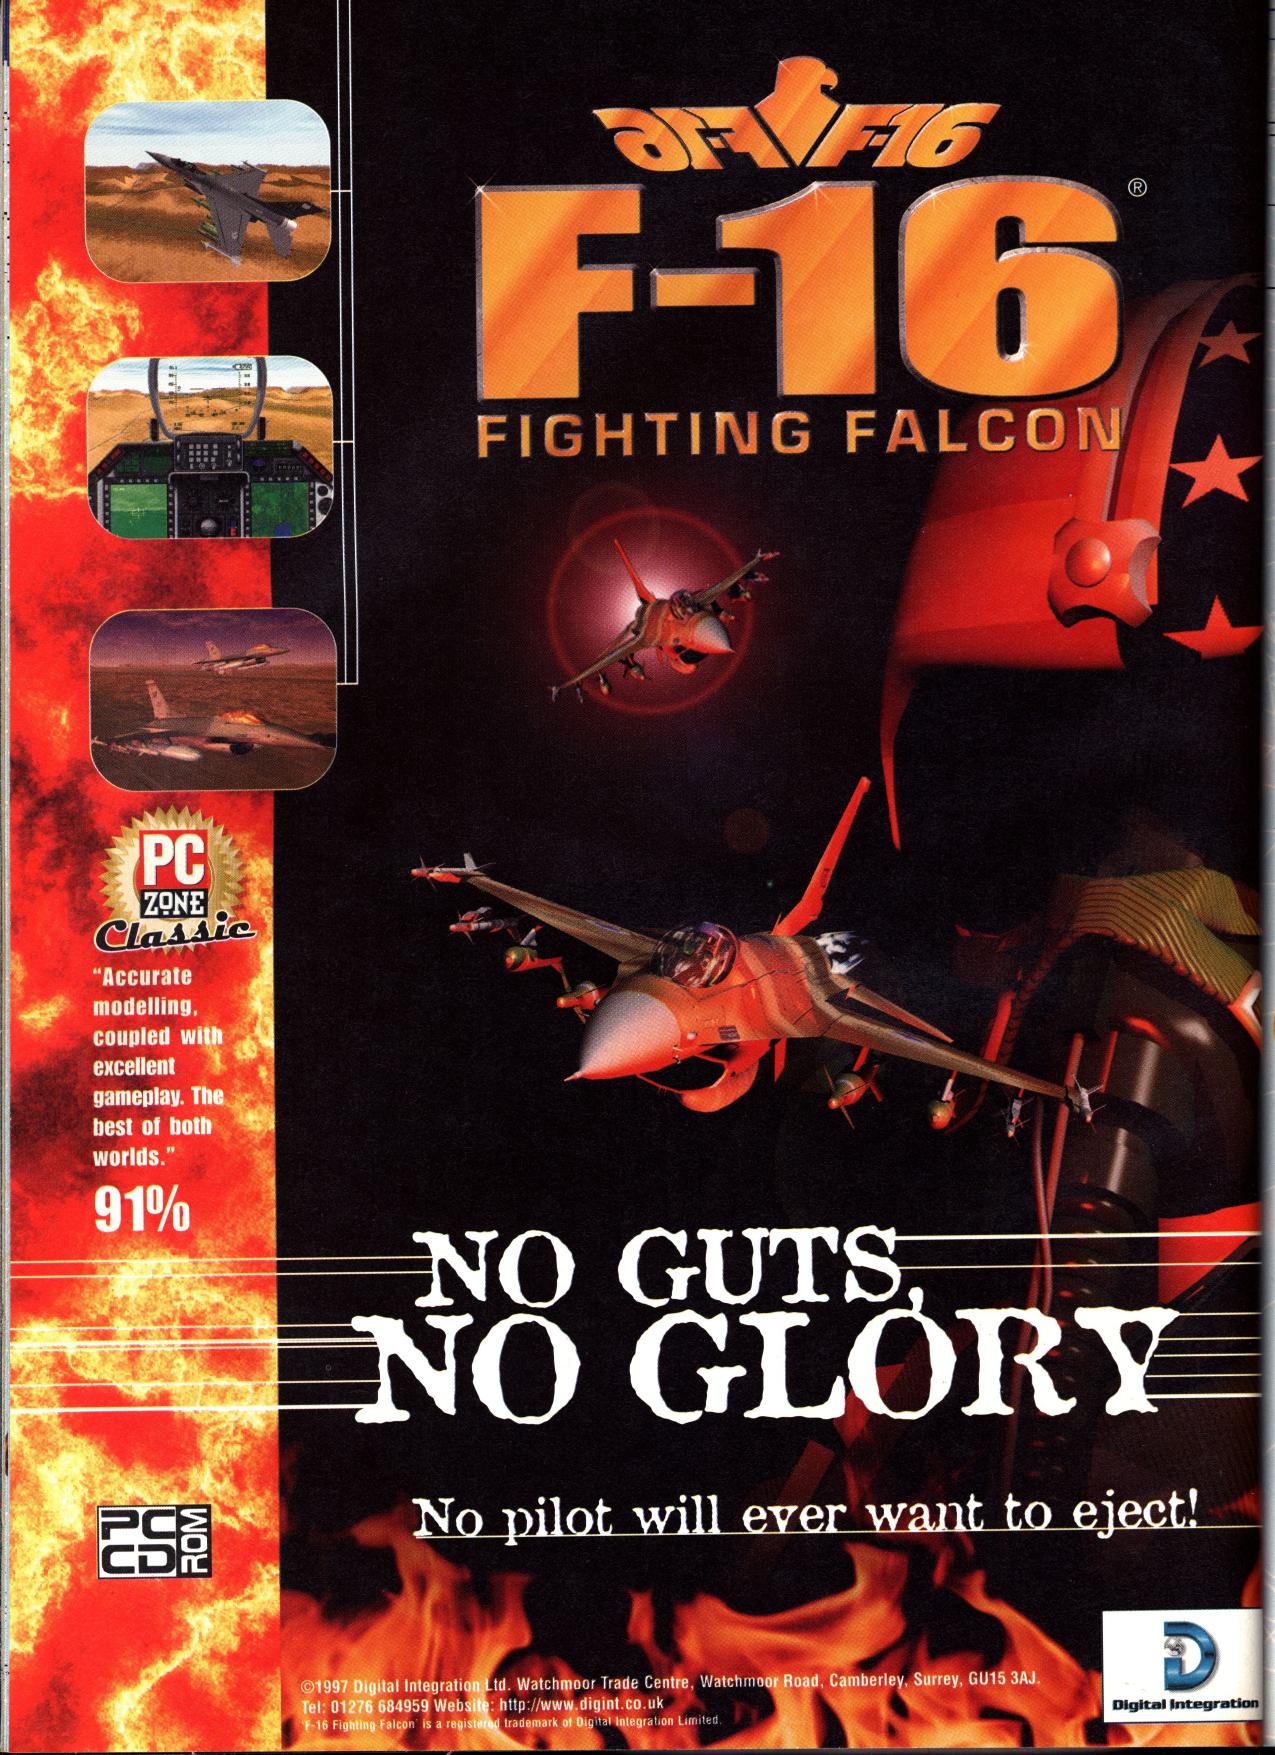 F-16
F-16
F-16®
FIGHTING FALCON
PC
ZONE
Classic
"Accurate
modelling,
coupled with
excellent
gameplay. The
best of both
worlds."
91%
NO GUTS,
NO GLORY
No pilot will ever want to eject!
PC
CD
ROM
©1997 Digital Integration Ltd. Watchmoor Trade Centre, Watchmoor Road, Camberley, Surrey, GU15 3AJ.
Tel: 01276 684959 Website: http://www.digint.co.uk
'F-16 Fighting Falcon' is a registered trademark of Digital Integration Limited.
Digital Integration